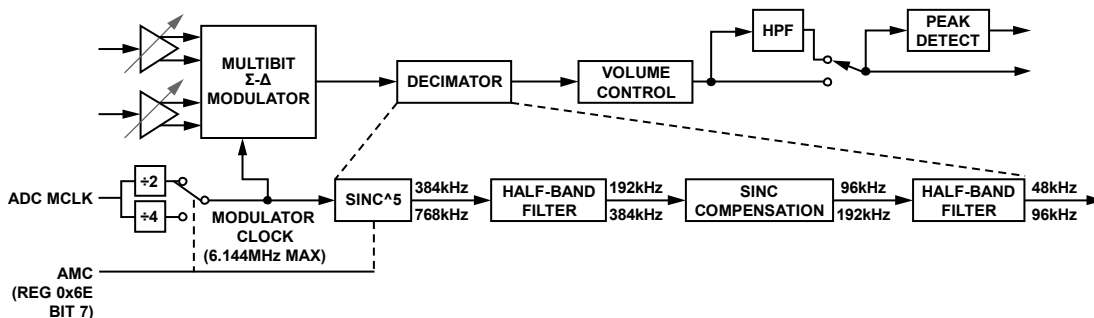 HPF
PEAK
DETECT
MULTIBIT
Σ-Δ
MODULATOR
DECIMATOR
VOLUME
CONTROL
ADC MCLK
÷2
÷4
MODULATOR
CLOCK
(6.144MHz MAX)
SINC^5
384kHz
768kHz
HALF-BAND
FILTER
192kHz
384kHz
SINC
COMPENSATION
96kHz
192kHz
HALF-BAND
FILTER
48kHz
96kHz
AMC
(REG 0x6E
BIT 7)